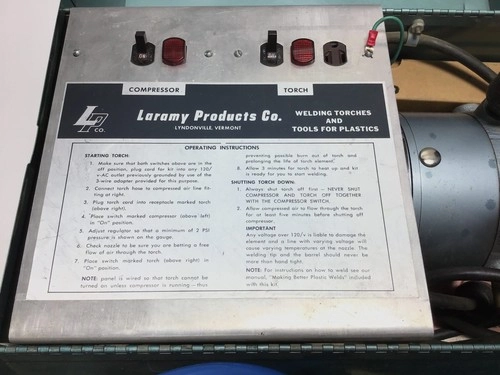 COMPRESSOR
TORCH
LP
CO.
Laramy Products Co.
LYNDONVILLE, VERMONT
WELDING TORCHES
AND
TOOLS FOR PLASTICS
OPERATING INSTRUCTIONS
STARTING TORCH:
1. Make sure that both switches above are in the
off position, plug cord for kit into any 120/
~ AC outlet previously grounded by use of the
3-wire adapter provided for this purpose.
2. Connect torch hose to compressed air line fit-
ting at right.
3. Plug torch cord into receptacle marked torch
(above right).
4. Place switch marked compressor (above left)
in "On" position.
5. Adjust regulator so that a minimum of 2 PSI
pressure is shown on the gauge.
6. Check nozzle to be sure you are getting a free
flow of air through the torch.
7. Place switch marked torch (above right) in
"On" position.
NOTE: panel is wired so that torch cannot be
turned on unless compressor is running — thus
preventing possible burn out of torch and
prolonging the life of torch element.
8. Allow 3 minutes for torch to heat up and kit
is ready for you to start welding.
SHUTTING TORCH DOWN:
1. Always shut torch off first — NEVER SHUT
COMPRESSOR AND TORCH OFF TOGETHER
WITH THE COMPRESSOR SWITCH.
2. Allow compressed air to flow through the torch
for at least five minutes before shutting off
compressor.
IMPORTANT
Any voltage over 120/v is liable to damage the
element and a line with varying voltage will
cause varying temperatures at the nozzle. The
welding tip and the barrel should never be
more than hand tight.
NOTE: For instructions on how to weld see our
manual, "Making Better Plastic Welds" included
with this kit.